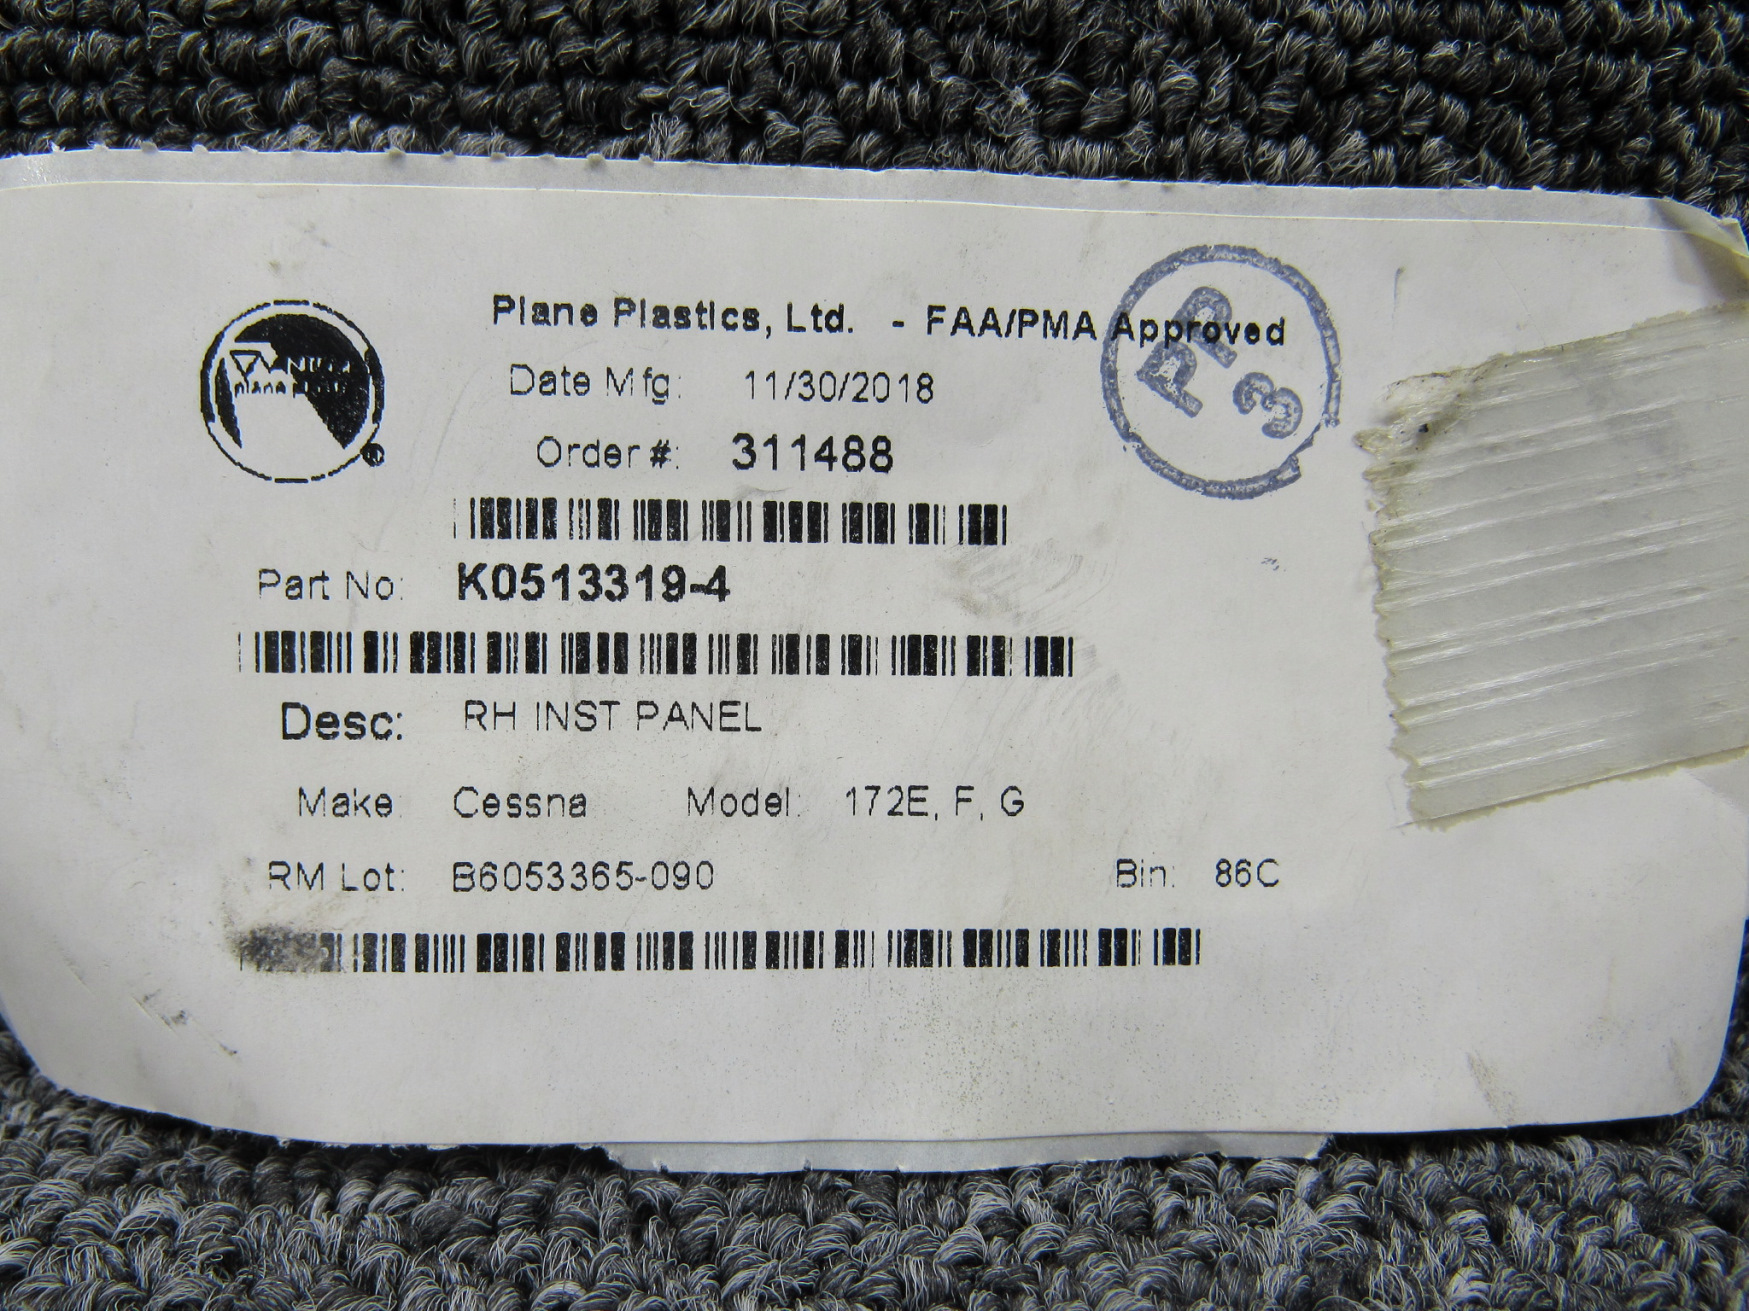 Plane Plastics, Ltd. - FAA/PMA Approved
Date Mfg: 11/30/2018
Order #: 311488
PR
3
Part No: K0513319-4
Desc: RH INST PANEL
Make: Cessna Model: 172E, F, G
RM Lot: B6053365-090 Bin: 86C